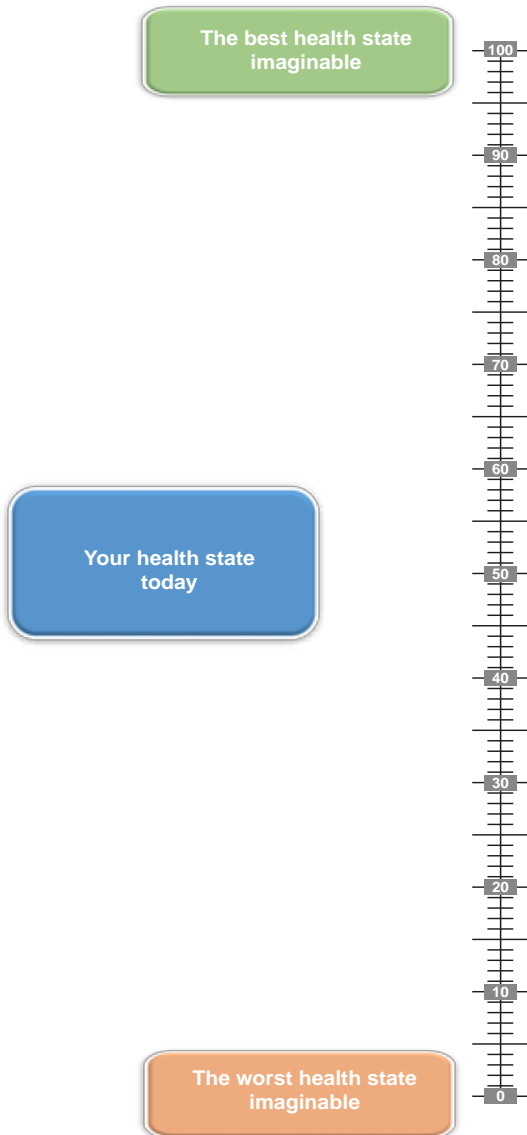 The best health state
imaginable
100
90
80
70
60
Your health state
today
50
40
30
20
10
The worst health state
imaginable
0